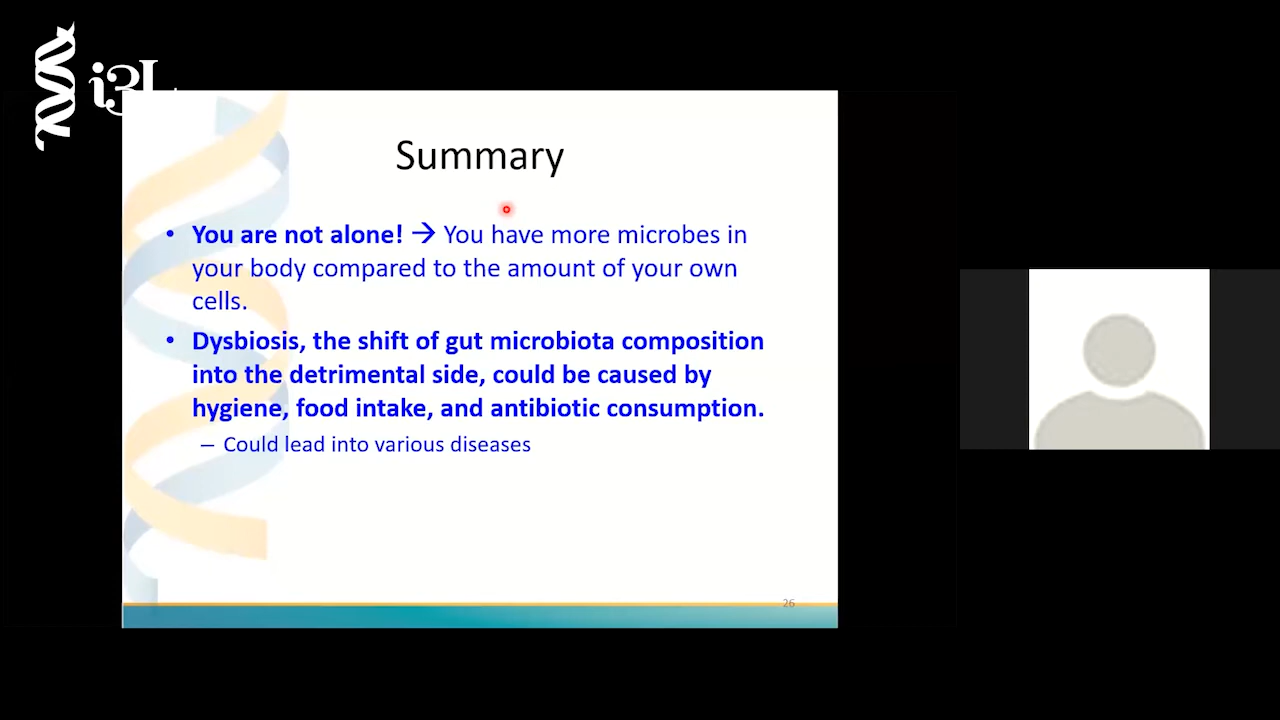 i3L
Summary
• You are not alone! → You have more microbes in
your body compared to the amount of your own
cells.
• Dysbiosis, the shift of gut microbiota composition
into the detrimental side, could be caused by
hygiene, food intake, and antibiotic consumption.
– Could lead into various diseases
26